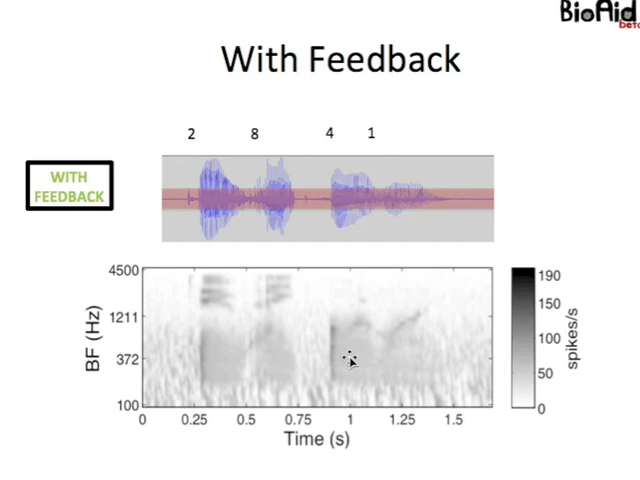 BioAid
beta
With Feedback
2 8 4 1
WITH
FEEDBACK
4500
1211
372
100
BF (Hz)
0 0.25 0.5 0.75 1 1.25 1.5
Time (s)
190
150
100
50
0
spikes/s